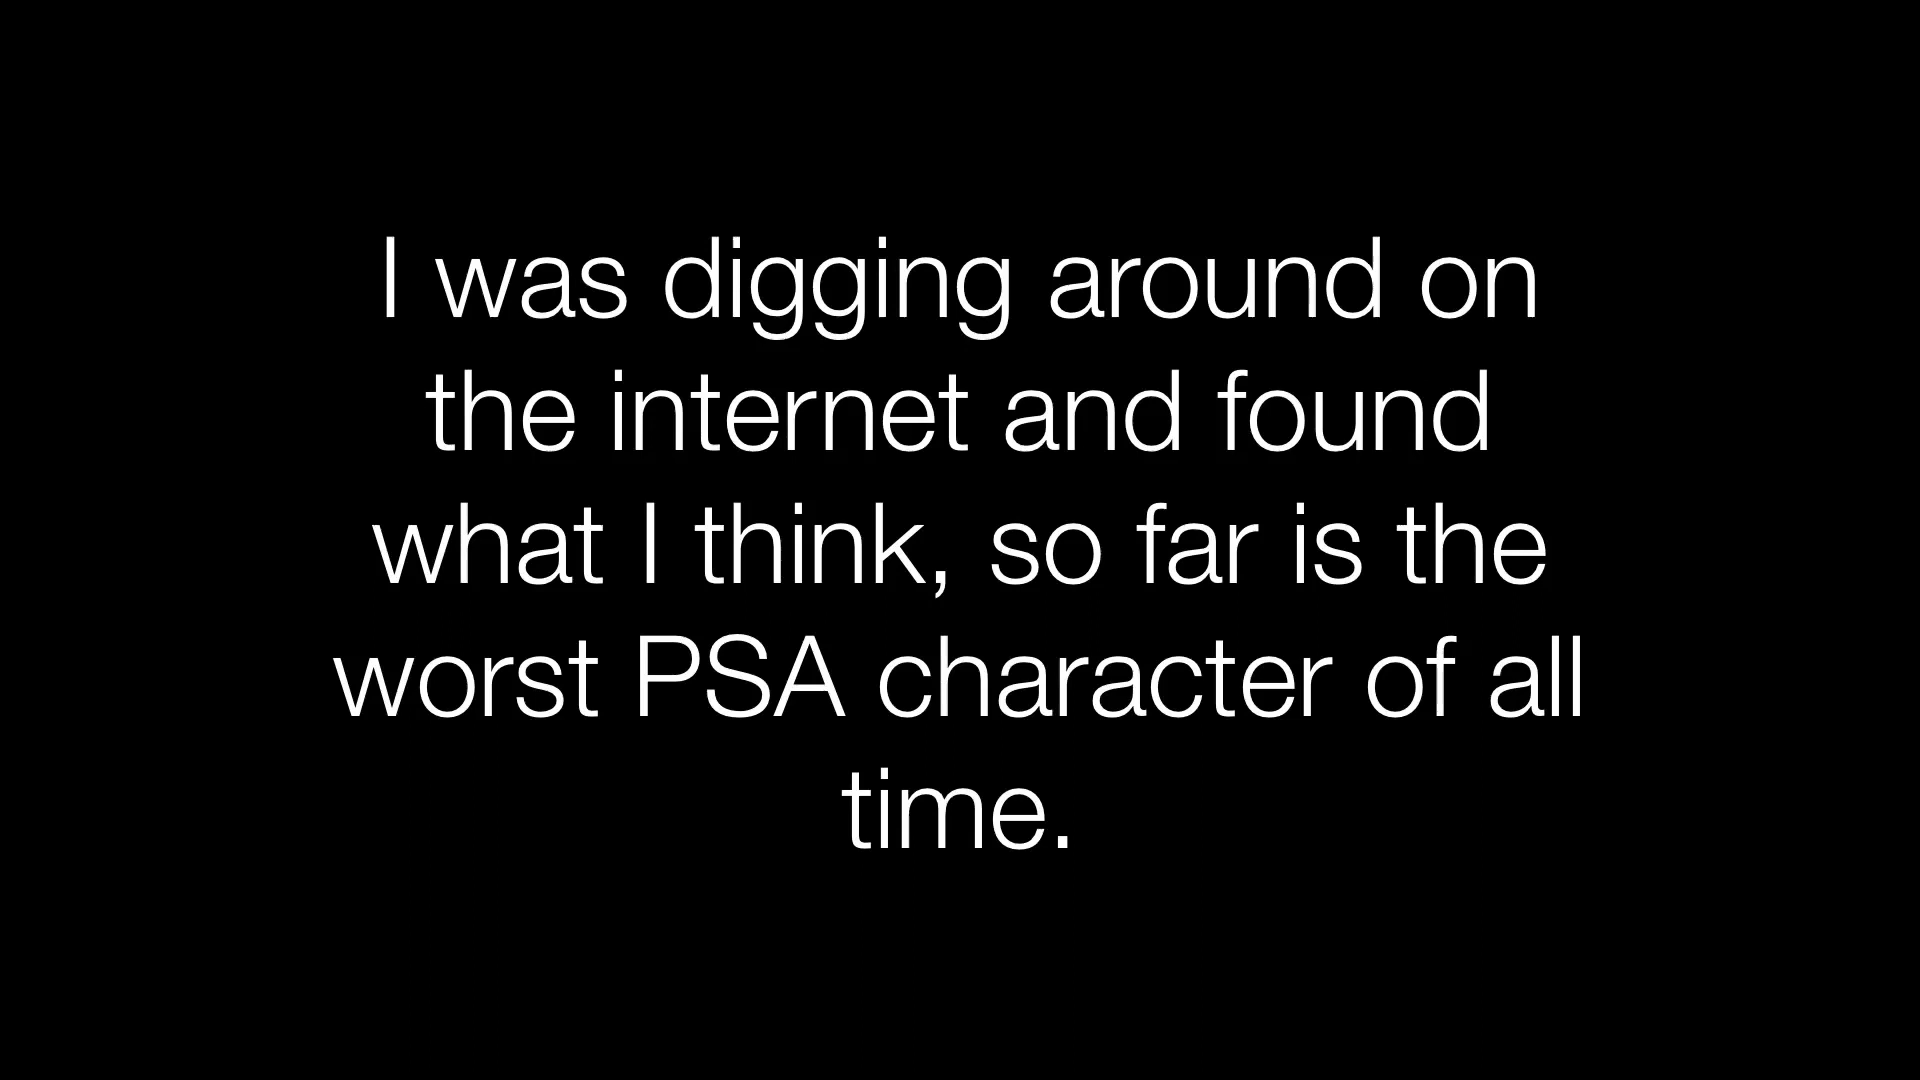 I was digging around on
the internet and found
what I think, so far is the
worst PSA character of all
time.